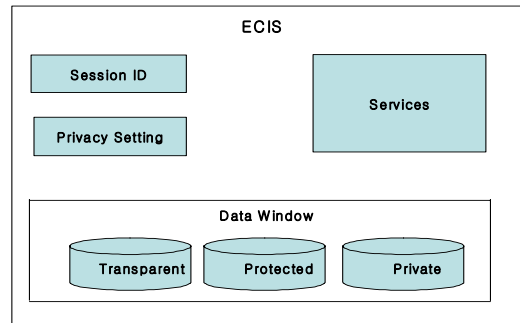 ECIS
Session ID
Services
Privacy Setting
Data Window
Transparent Protected Private